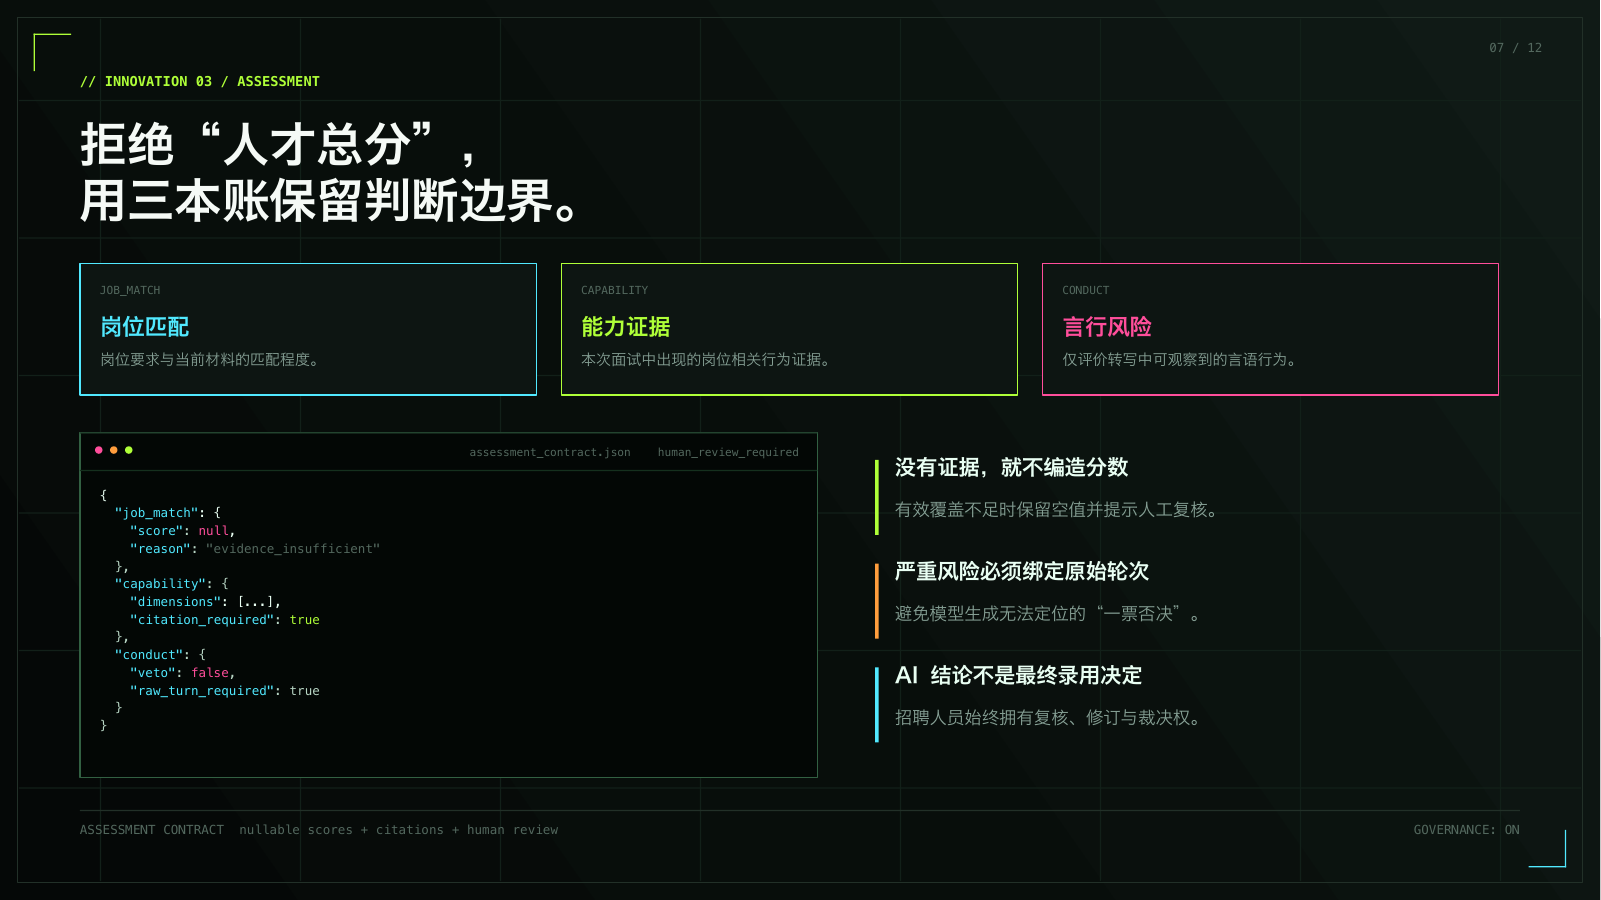 07 / 12
// INNOVATION 03 / ASSESSMENT
拒绝“人才总分”，
用三本账保留判断边界。
JOB_MATCH
岗位匹配
岗位要求与当前材料的匹配程度。
CAPABILITY
能力证据
本次面试中出现的岗位相关行为证据。
CONDUCT
言行风险
仅评价转写中可观察到的言语行为。
assessment_contract.json human_review_required
{
"job_match": {
"score": null,
"reason": "evidence_insufficient"
},
"capability": {
"dimensions": [...],
"citation_required": true
},
"conduct": {
"veto": false,
"raw_turn_required": true
}
}
没有证据，就不编造分数
有效覆盖不足时保留空值并提示人工复核。
严重风险必须绑定原始轮次
避免模型生成无法定位的“一票否决”。
AI 结论不是最终录用决定
招聘人员始终拥有复核、修订与裁决权。
ASSESSMENT CONTRACT nullable scores + citations + human review
GOVERNANCE: ON